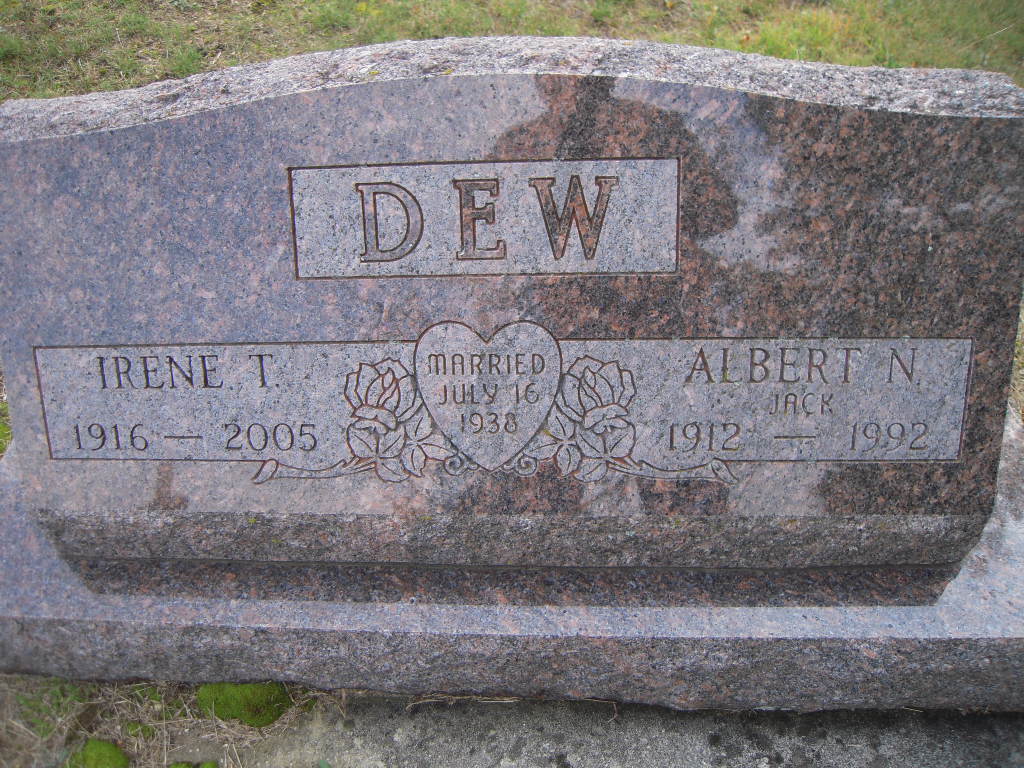 DEW
IRENE T
1916 — 2005
MARRIED
JULY 16
1938
ALBERT N.
JACK
1912 — 1992